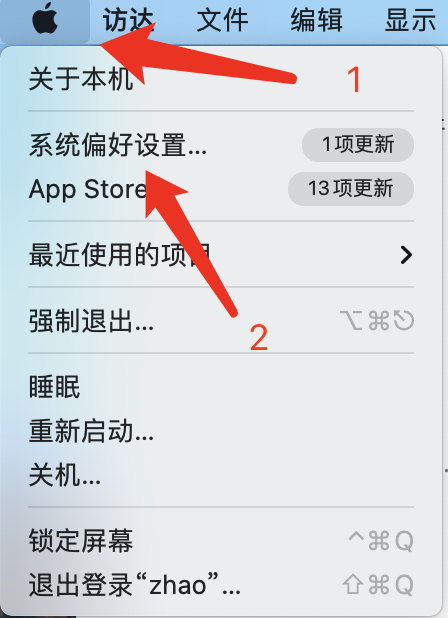 访达 文件 编辑 显示
关于本机 1
系统偏好设置... 1项更新
App Store 13项更新
最近使用的项目
强制退出... ⌥⌘⎋
2
睡眠
重新启动...
关机...
锁定屏幕 ^⌘Q
退出登录“zhao”... ⇧⌘Q